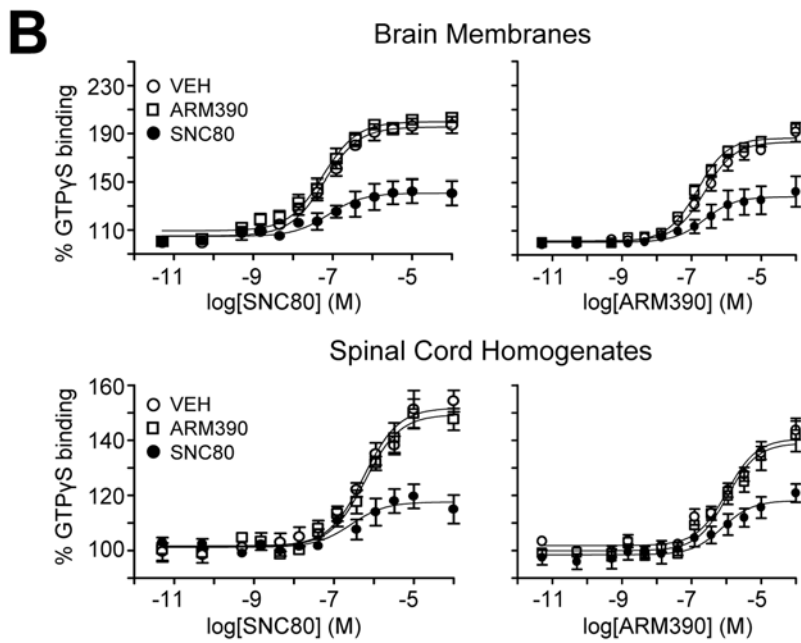 B
Brain Membranes
% GTPγS binding
230
190
150
110
VEH
ARM390
SNC80
-11 -9 -7 -5
log[SNC80] (M)
-11 -9 -7 -5
log[ARM390] (M)
Spinal Cord Homogenates
% GTPγS binding
160
140
120
100
VEH
ARM390
SNC80
-11 -9 -7 -5
log[SNC80] (M)
-11 -9 -7 -5
log[ARM390] (M)